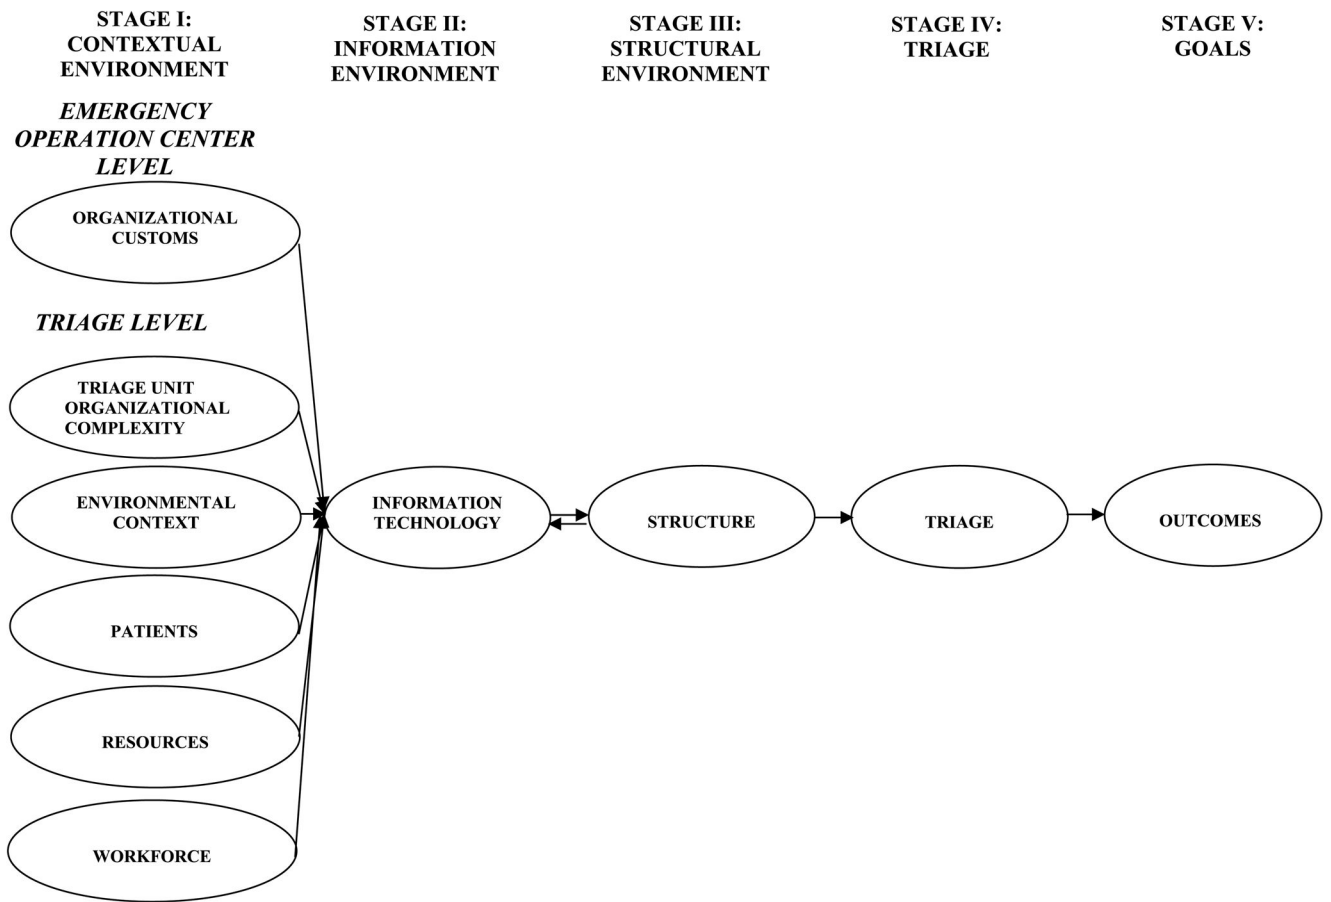 STAGE I:
CONTEXTUAL
ENVIRONMENT
STAGE II:
INFORMATION
ENVIRONMENT
STAGE III:
STRUCTURAL
ENVIRONMENT
STAGE IV:
TRIAGE
STAGE V:
GOALS
EMERGENCY
OPERATION CENTER
LEVEL
ORGANIZATIONAL
CUSTOMS
TRIAGE LEVEL
TRIAGE UNIT
ORGANIZATIONAL
COMPLEXITY
ENVIRONMENTAL
CONTEXT
INFORMATION
TECHNOLOGY
STRUCTURE
TRIAGE
OUTCOMES
PATIENTS
RESOURCES
WORKFORCE